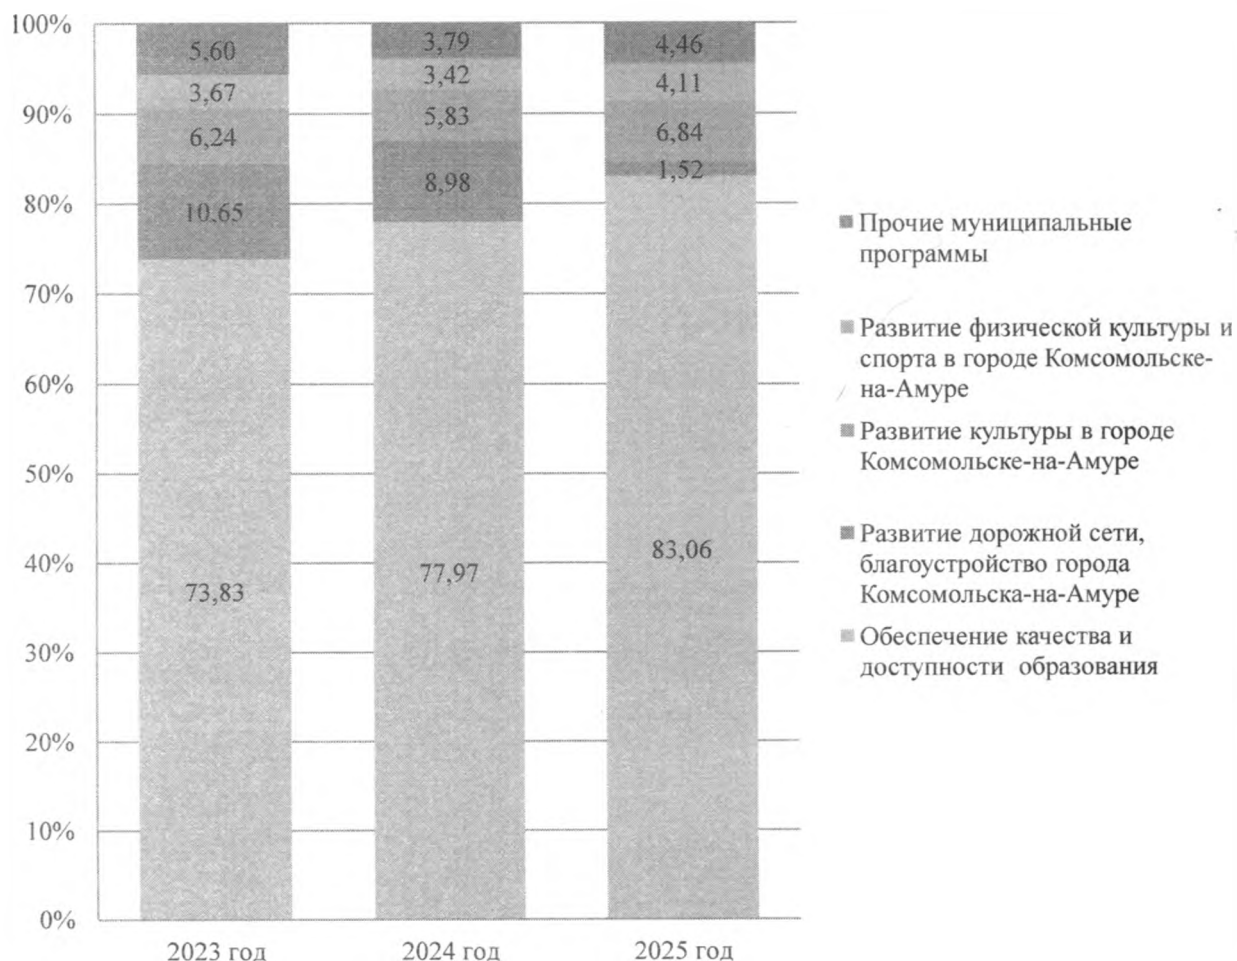 100%
90%
80%
70%
60%
50%
40%
30%
20%
10%
0%
5,60
3,67
6,24
10,65
73,83
3,79
3,42
5,83
8,98
77,97
4,46
4,11
6,84
1,52
83,06
2023 год
2024 год
2025 год
Прочие муниципальные
программы
Развитие физической культуры и
спорта в городе Комсомольске-
на-Амуре
Развитие культуры в городе
Комсомольске-на-Амуре
Развитие дорожной сети,
благоустройство города
Комсомольска-на-Амуре
Обеспечение качества и
доступности образования